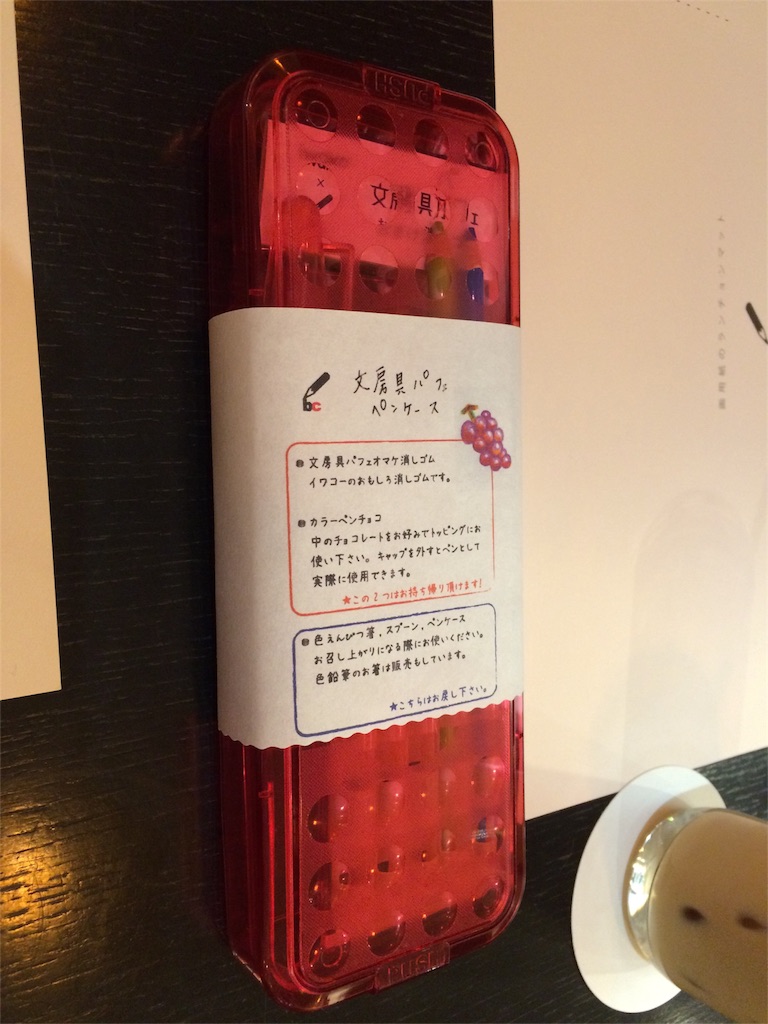 PUSH
×
文房具カフェ
bc
文房具パフェ
ペンケース
文房具パフェオマケ消しゴム
イワコーのおもしろ消しゴムです。
カラーペンチョコ
中のチョコレートをお好みでトッピングにお
使い下さい。キャップを外すとペンとして
実際に使用できます。
★この2つはお持ち帰り頂けます!
色えんぴつ箸、スプーン、ペンケース
お召し上がりになる際にお使いください。
色鉛筆のお箸は販売もしています。
★こちらはお戻し下さい。
PUSH